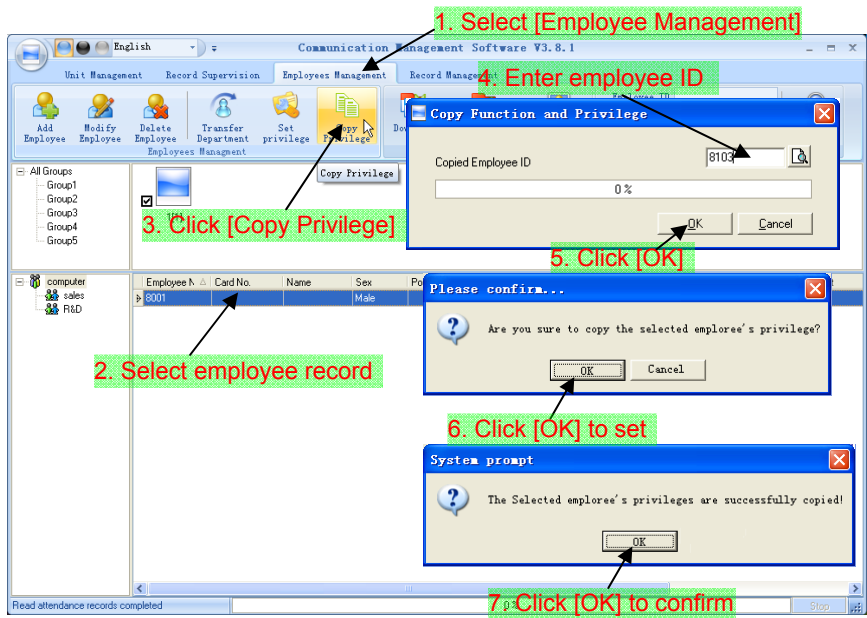 1. Select [Employee Management]
English
Communication Management Software V3.8.1
Unit Management Record Supervision Employees Management Record Management
4. Enter employee ID
Employee ID
Add Employee
Modify Employee
Delete Employee
Transfer Department
Set privilege
Copy Privilege
Employees Managment
Copy Privilege
Copy Function and Privilege
Copied Employee ID
8103
0 %
OK Cancel
All Groups
Group1
Group2
Group3
Group4
Group5
3. Click [Copy Privilege]
5. Click [OK]
computer
sales
R&D
Employee N Card No. Name Sex Po
8001 Male
2. Select employee record
Please confirm...
Are you sure to copy the selected emploree's privilege?
OK Cancel
6. Click [OK] to set
System prompt
The Selected emploree's privileges are successfully copied!
OK
7. Click [OK] to confirm
Read attendance records completed
Stop